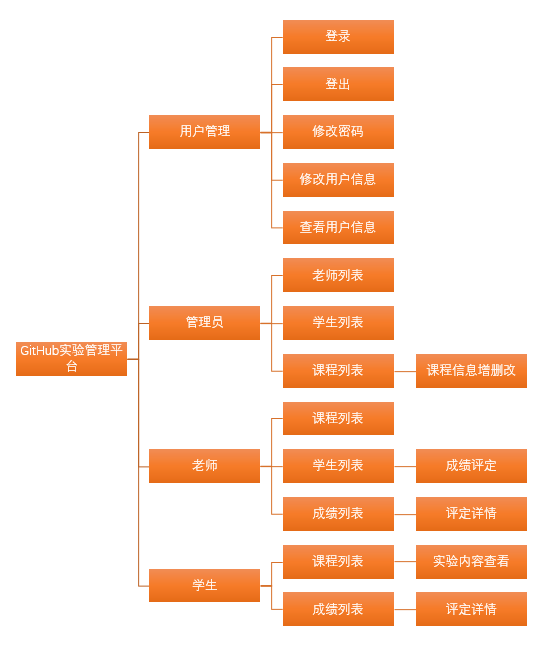 登录
登出
用户管理
修改密码
修改用户信息
查看用户信息
老师列表
管理员
学生列表
GitHub实验管理平
台
课程列表
课程信息增删改
课程列表
老师
学生列表
成绩评定
成绩列表
评定详情
课程列表
实验内容查看
学生
成绩列表
评定详情